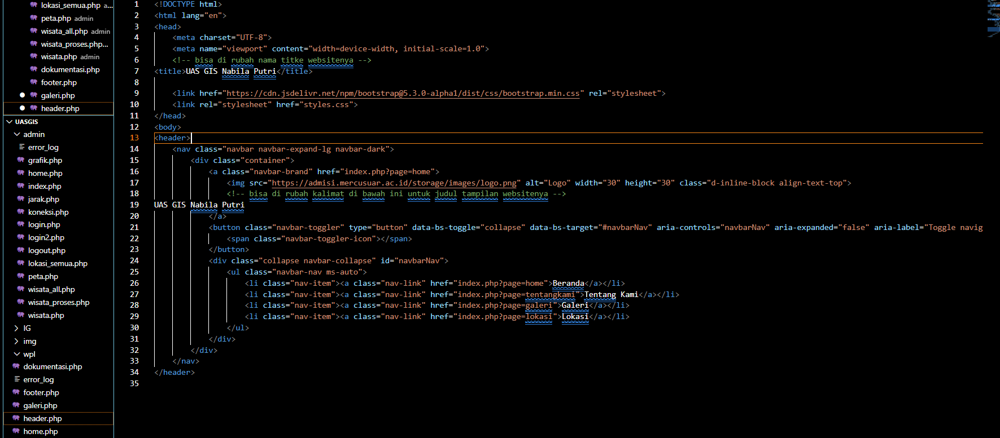 lokasi_semua.php a...
peta.php admin
wisata_all.php admin
wisata_proses.php...
wisata.php admin
dokumentasi.php
footer.php
galeri.php
header.php
UASGIS
admin
error_log
grafik.php
home.php
index.php
jarak.php
koneksi.php
login.php
login2.php
logout.php
lokasi_semua.php
peta.php
wisata_all.php
wisata_proses.php
wisata.php
IG
img
wpl
dokumentasi.php
error_log
footer.php
galeri.php
header.php
home.php
1 <!DOCTYPE html>
2 <html lang="en">
3 <head>
4 <meta charset="UTF-8">
5 <meta name="viewport" content="width=device-width, initial-scale=1.0">
6 <!-- bisa di rubah nama titke websitenya -->
7 <title>UAS GIS Nabila Putri</title>
8
9 <link href="https://cdn.jsdelivr.net/npm/bootstrap@5.3.0-alpha1/dist/css/bootstrap.min.css" rel="stylesheet">
10 <link rel="stylesheet" href="styles.css">
11 </head>
12 <body>
13 <header>
14 <nav class="navbar navbar-expand-lg navbar-dark">
15 <div class="container">
16 <a class="navbar-brand" href="index.php?page=home">
17 <img src="https://admisi.mercusuar.ac.id/storage/images/logo.png" alt="Logo" width="30" height="30" class="d-inline-block align-text-top">
18 <!-- bisa di rubah kalimat di bawah ini untuk judul tampilan websitenya -->
19 UAS GIS Nabila Putri
20 </a>
21 <button class="navbar-toggler" type="button" data-bs-toggle="collapse" data-bs-target="#navbarNav" aria-controls="navbarNav" aria-expanded="false" aria-label="Toggle navig
22 <span class="navbar-toggler-icon"></span>
23 </button>
24 <div class="collapse navbar-collapse" id="navbarNav">
25 <ul class="navbar-nav ms-auto">
26 <li class="nav-item"><a class="nav-link" href="index.php?page=home">Beranda</a></li>
27 <li class="nav-item"><a class="nav-link" href="index.php?page=tentangkami">Tentang Kami</a></li>
28 <li class="nav-item"><a class="nav-link" href="index.php?page=galeri">Galeri</a></li>
29 <li class="nav-item"><a class="nav-link" href="index.php?page=lokasi">Lokasi</a></li>
30 </ul>
31 </div>
32 </div>
33 </nav>
34 </header>
35